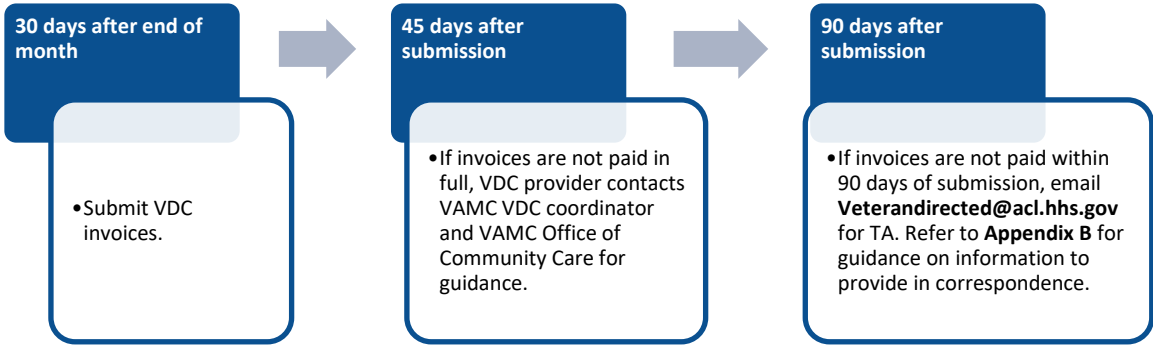 30 days after end of
month
•Submit VDC
invoices.
45 days after
submission
•If invoices are not paid in
full, VDC provider contacts
VAMC VDC coordinator
and VAMC Office of
Community Care for
guidance.
90 days after
submission
•If invoices are not paid within
90 days of submission, email
Veterandirected@acl.hhs.gov
for TA. Refer to Appendix B for
guidance on information to
provide in correspondence.